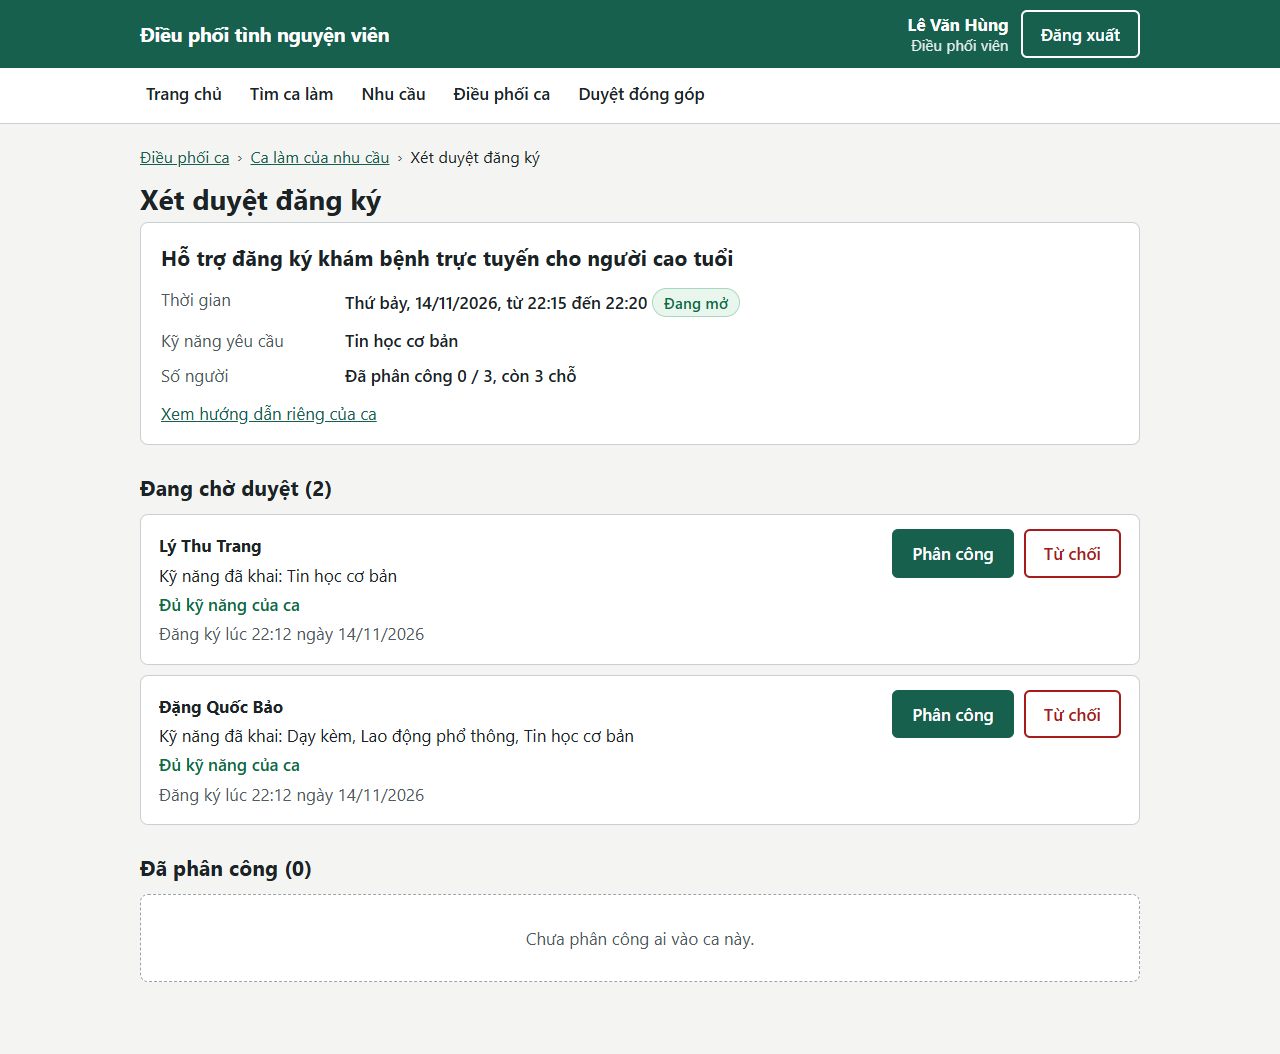 Điều phối tình nguyện viên
Lê Văn Hùng
Điều phối viên
Đăng xuất
Trang chủ
Tìm ca làm
Nhu cầu
Điều phối ca
Duyệt đóng góp
Điều phối ca › Ca làm của nhu cầu › Xét duyệt đăng ký
Xét duyệt đăng ký
Hỗ trợ đăng ký khám bệnh trực tuyến cho người cao tuổi
Thời gian
Thứ bảy, 14/11/2026, từ 22:15 đến 22:20 Đang mở
Kỹ năng yêu cầu
Tin học cơ bản
Số người
Đã phân công 0 / 3, còn 3 chỗ
Xem hướng dẫn riêng của ca
Đang chờ duyệt (2)
Lý Thu Trang
Kỹ năng đã khai: Tin học cơ bản
Đủ kỹ năng của ca
Đăng ký lúc 22:12 ngày 14/11/2026
Phân công
Từ chối
Đặng Quốc Bảo
Kỹ năng đã khai: Dạy kèm, Lao động phổ thông, Tin học cơ bản
Đủ kỹ năng của ca
Đăng ký lúc 22:12 ngày 14/11/2026
Phân công
Từ chối
Đã phân công (0)
Chưa phân công ai vào ca này.